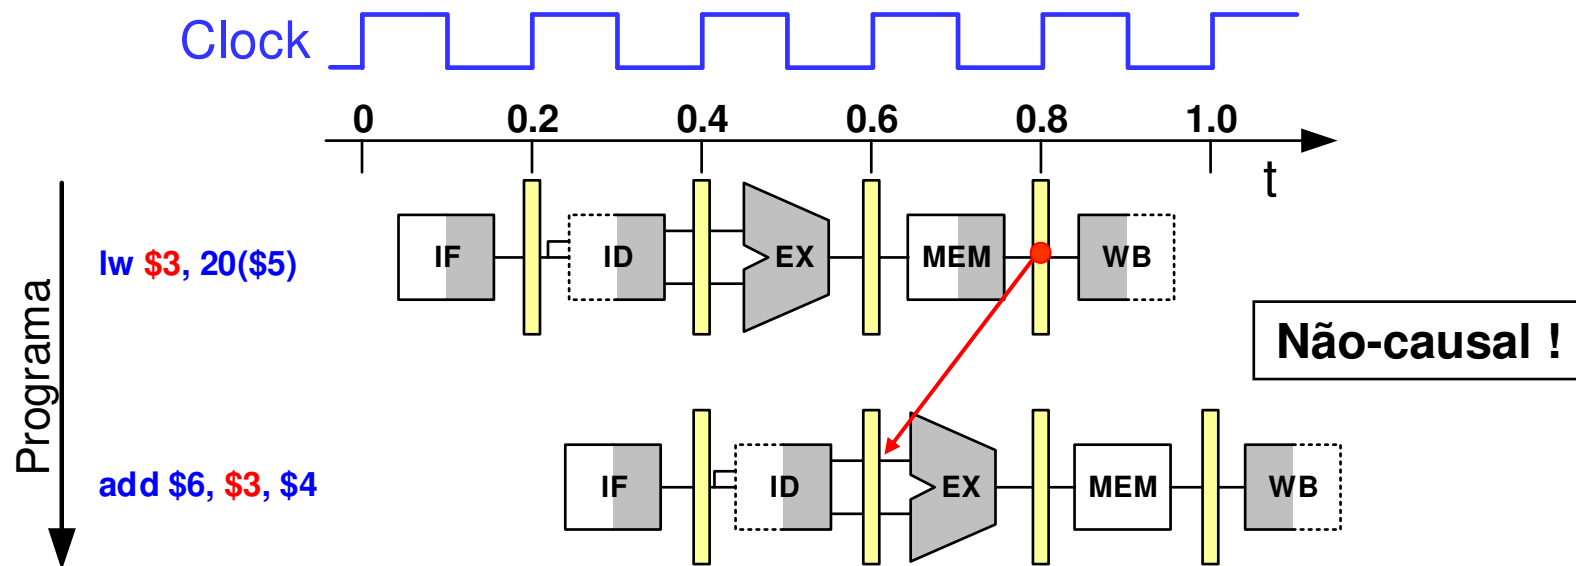 Clock
0 0.2 0.4 0.6 0.8 1.0
t
Programa
lw $3, 20($5)
IF ID EX MEM WB
Não-causal !
add $6, $3, $4
IF ID EX MEM WB